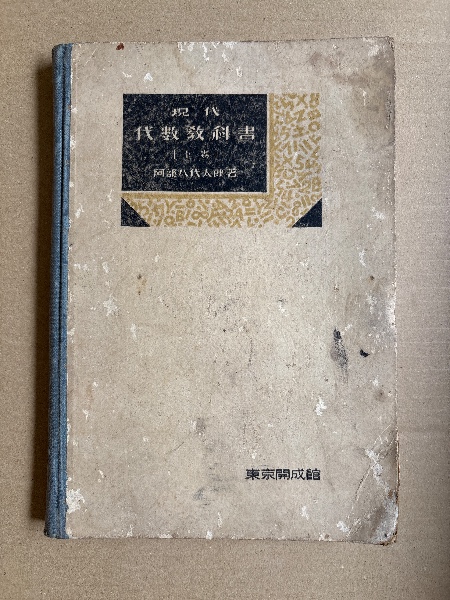 現代
代數教科書
上卷
阿部八代太郎著
東京開成館